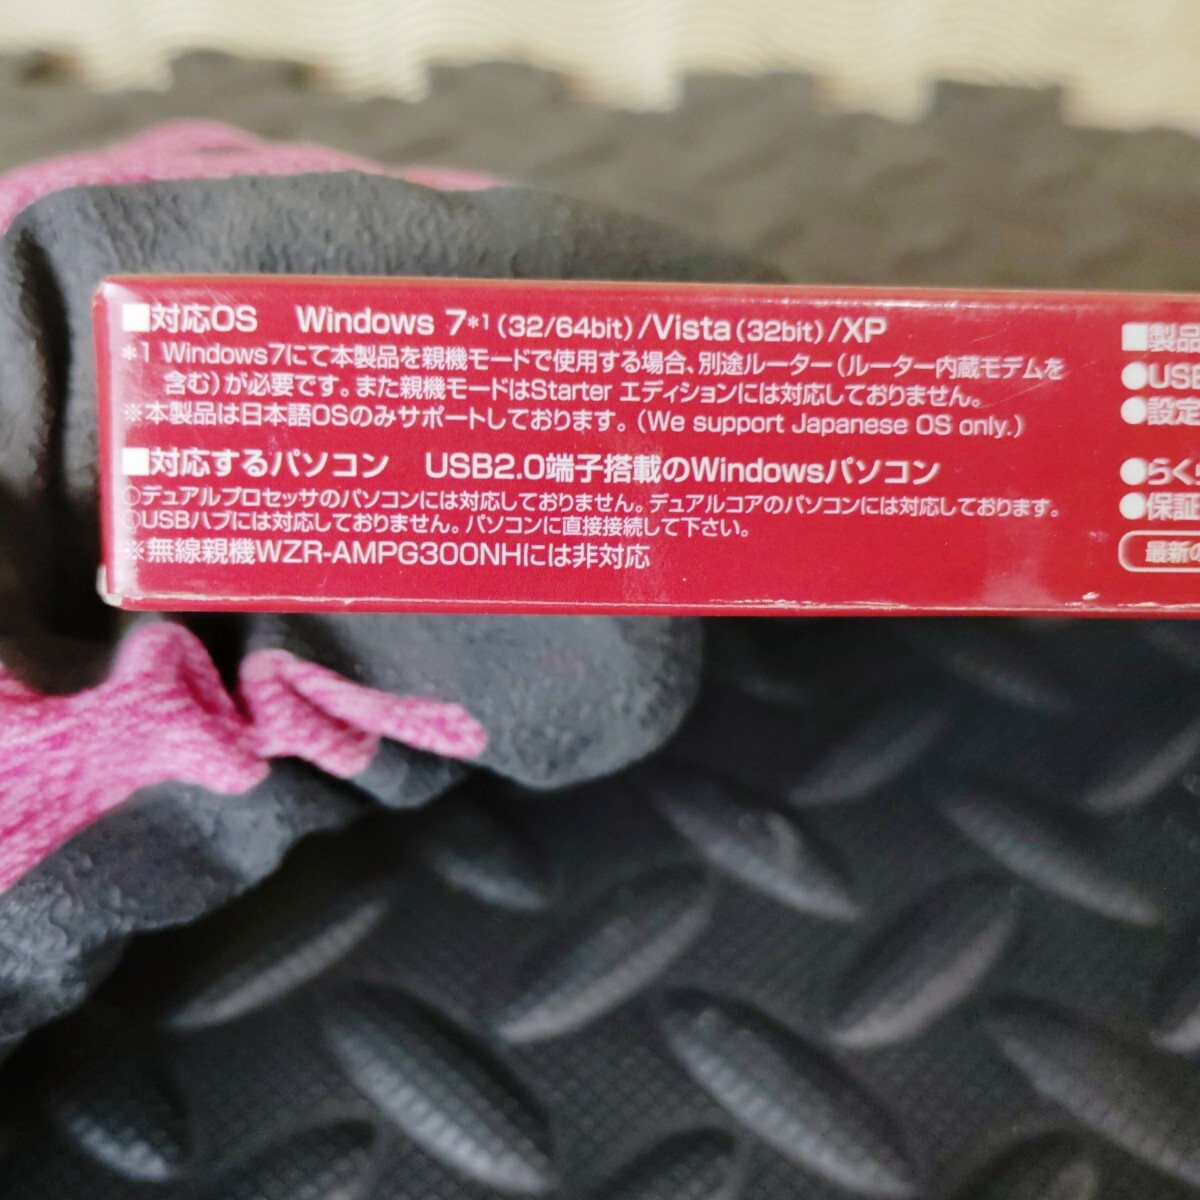 ■対応OS Windows 7*1(32/64bit)/Vista(32bit)/XP
*1 Windows7にて本製品を親機モードで使用する場合、別途ルーター(ルーター内蔵モデムを
含む)が必要です。また親機モードはStarter エディションには対応しておりません。
※本製品は日本語OSのみサポートしております。(We support Japanese OS only.)
■対応するパソコン USB2.0端子搭載のWindowsパソコン
○デュアルプロセッサのパソコンには対応しておりません。デュアルコアのパソコンには対応しております。
○USBハブには対応しておりません。パソコンに直接接続して下さい。
※無線親機WZR-AMPG300NHには非対応
■製品
●USB
●設定
●らく
●保証
最新の